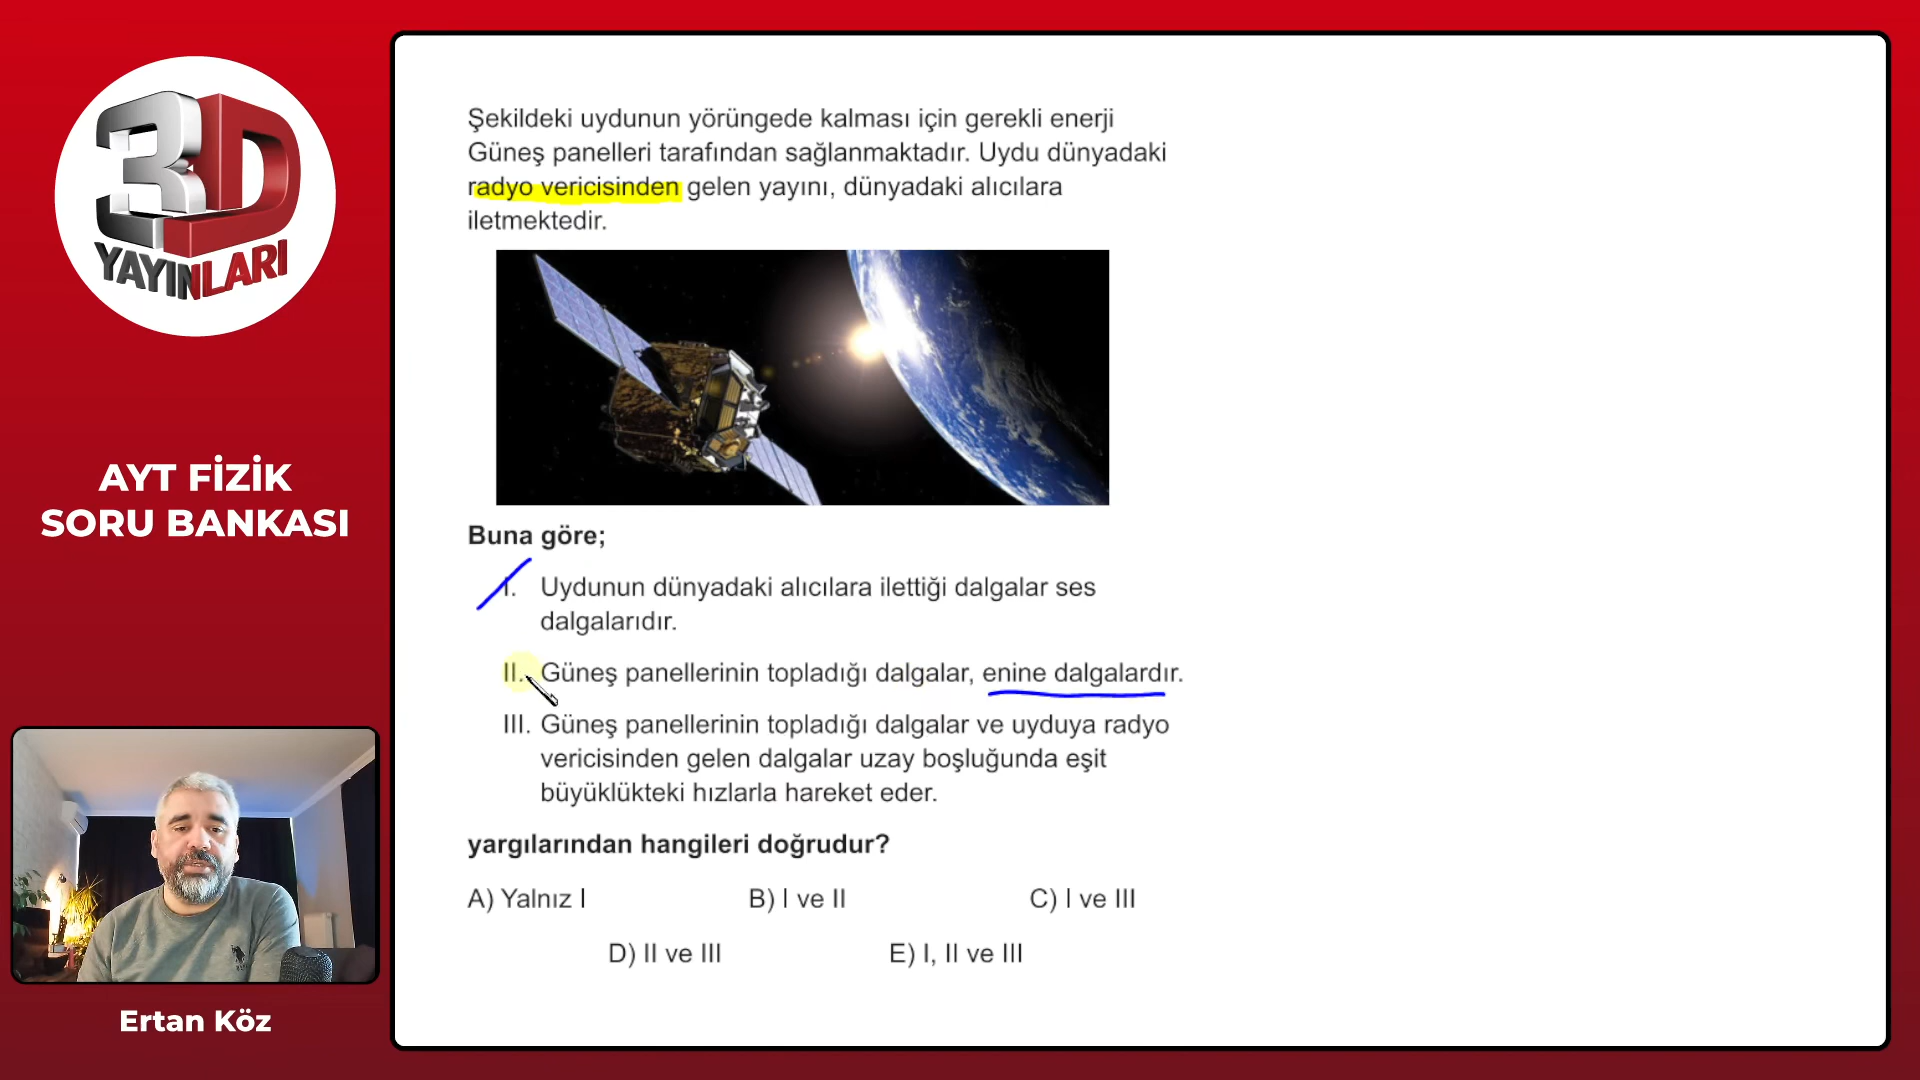 3D
YAYINLARI
AYT FİZİK
SORU BANKASI
Ertan Köz
Şekildeki uydunun yörüngede kalması için gerekli enerji
Güneş panelleri tarafından sağlanmaktadır. Uydu dünyadaki
radyo vericisinden gelen yayını, dünyadaki alıcılara
iletmektedir.
Buna göre;
I. Uydunun dünyadaki alıcılara ilettiği dalgalar ses
dalgalarıdır.
II. Güneş panellerinin topladığı dalgalar, enine dalgalardır.
III. Güneş panellerinin topladığı dalgalar ve uyduya radyo
vericisinden gelen dalgalar uzay boşluğunda eşit
büyüklükteki hızlarla hareket eder.
yargılarından hangileri doğrudur?
A) Yalnız I B) I ve II C) I ve III
D) II ve III E) I, II ve III